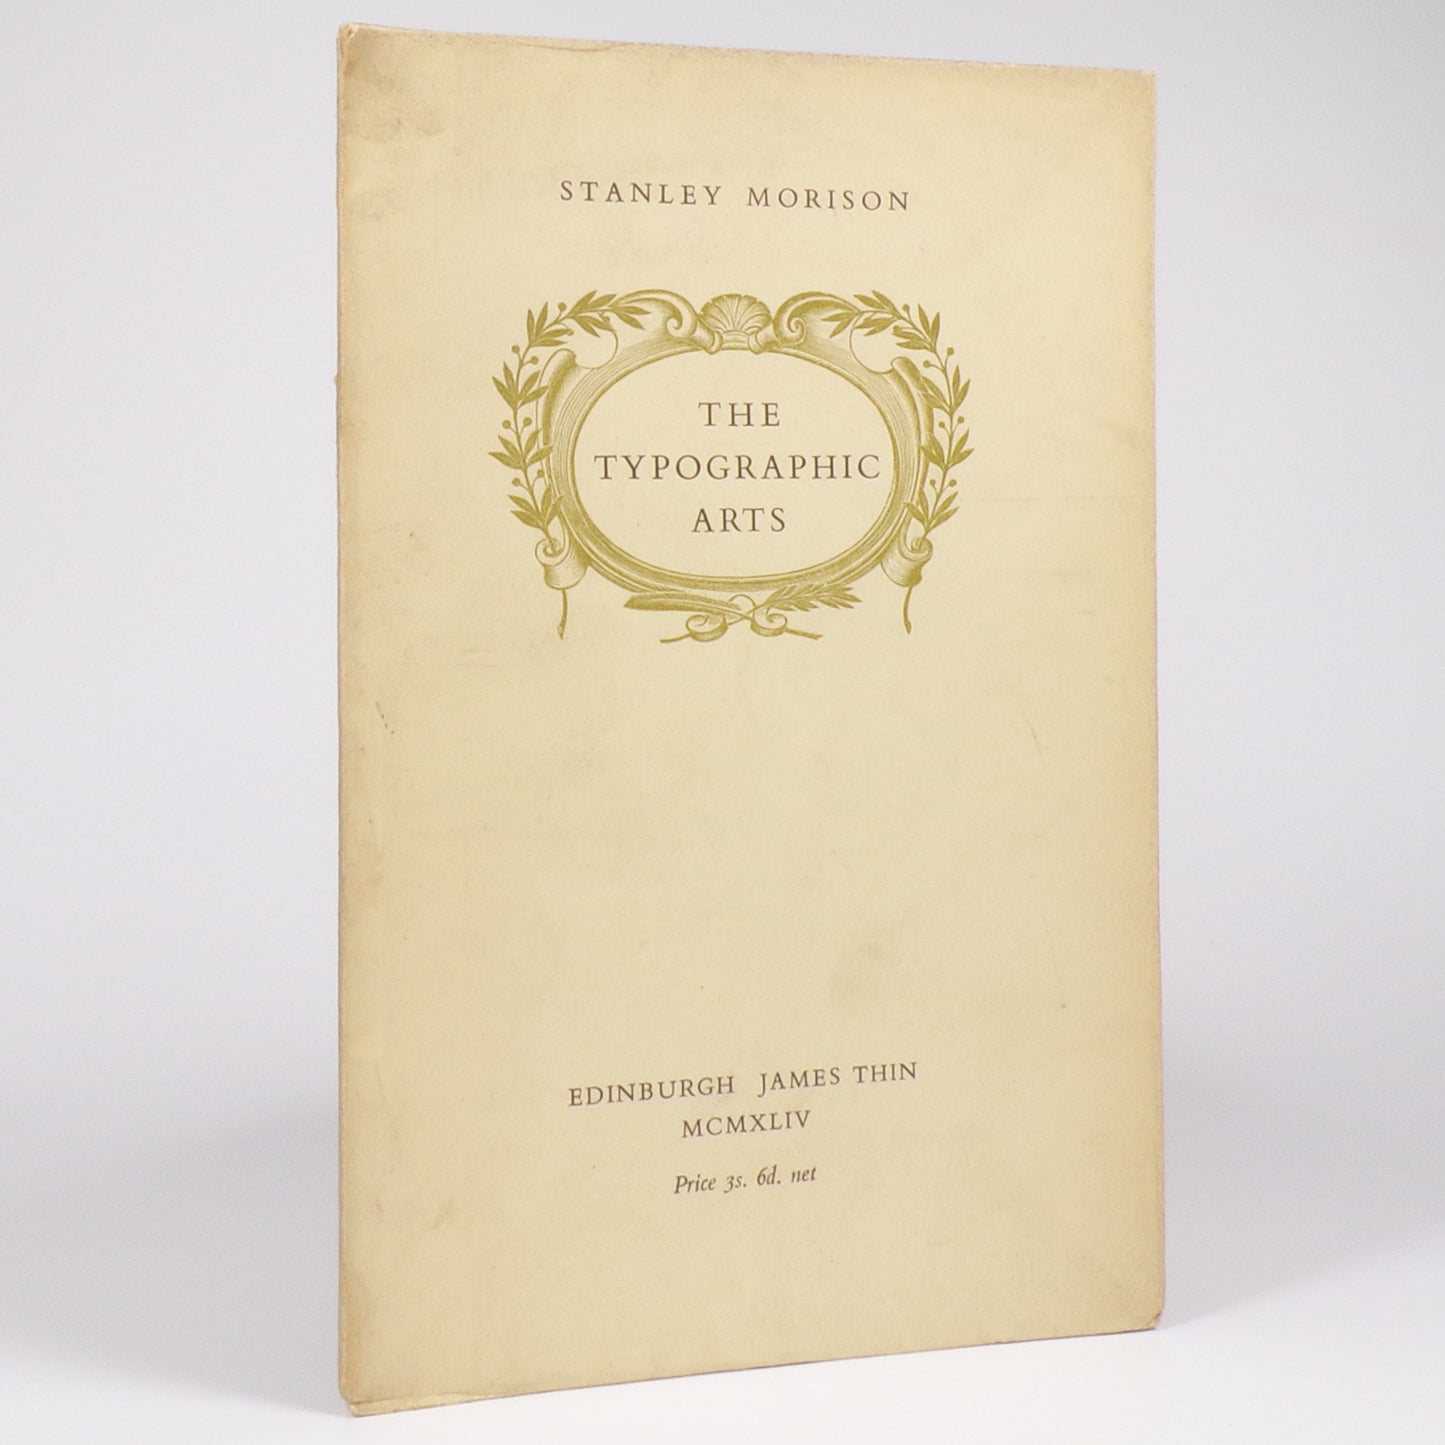 STANLEY MORISON
THE
TYPOGRAPHIC
ARTS
EDINBURGH JAMES THIN
MCMXLIV
Price 3s. 6d. net